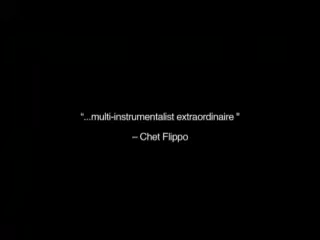 "...multi-instrumentalist extraordinaire "
-- Chet Flippo